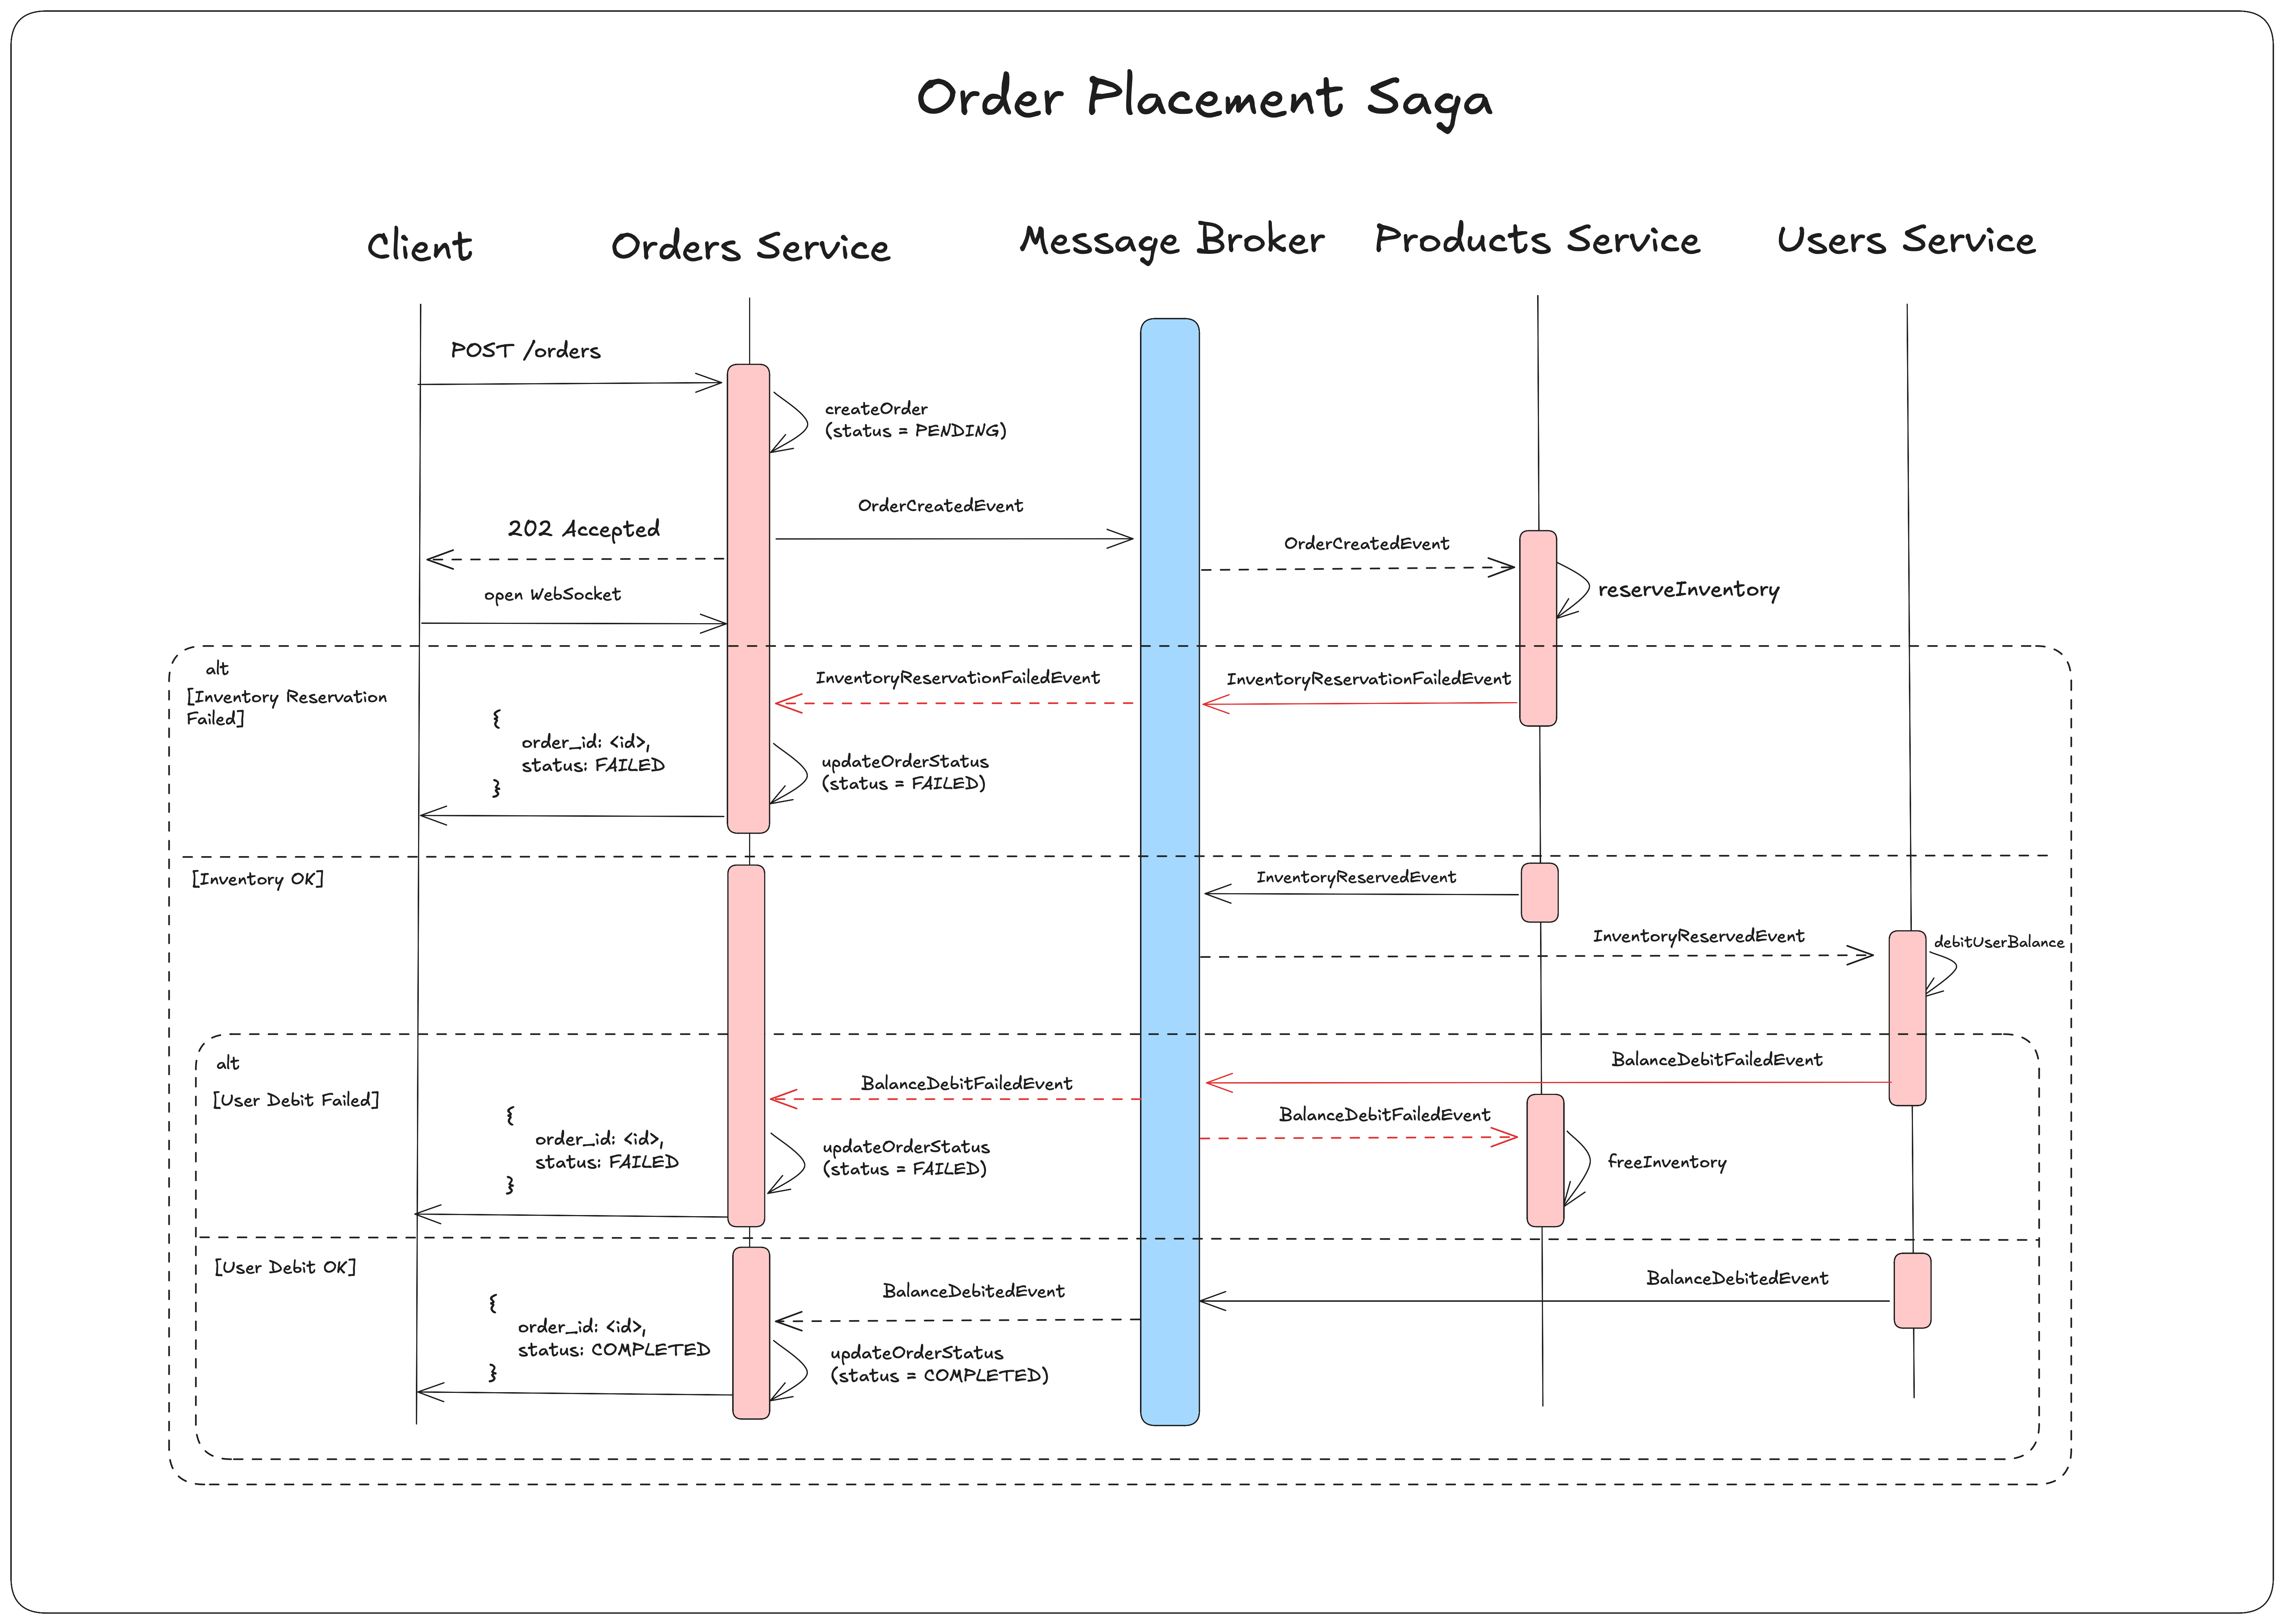 Order Placement Saga
Client
Orders Service
Message Broker
Products Service
Users Service
POST /orders
createOrder
(status = PENDING)
OrderCreatedEvent
202 Accepted
OrderCreatedEvent
reserveInventory
open WebSocket
alt
[Inventory Reservation
Failed]
InventoryReservationFailedEvent
InventoryReservationFailedEvent
{
order_id: <id>,
status: FAILED
}
updateOrderStatus
(status = FAILED)
[Inventory OK]
InventoryReservedEvent
InventoryReservedEvent
debitUserBalance
alt
[User Debit Failed]
BalanceDebitFailedEvent
BalanceDebitFailedEvent
BalanceDebitFailedEvent
{
order_id: <id>,
status: FAILED
}
updateOrderStatus
(status = FAILED)
freeInventory
[User Debit OK]
BalanceDebitedEvent
BalanceDebitedEvent
{
order_id: <id>,
status: COMPLETED
}
updateOrderStatus
(status = COMPLETED)